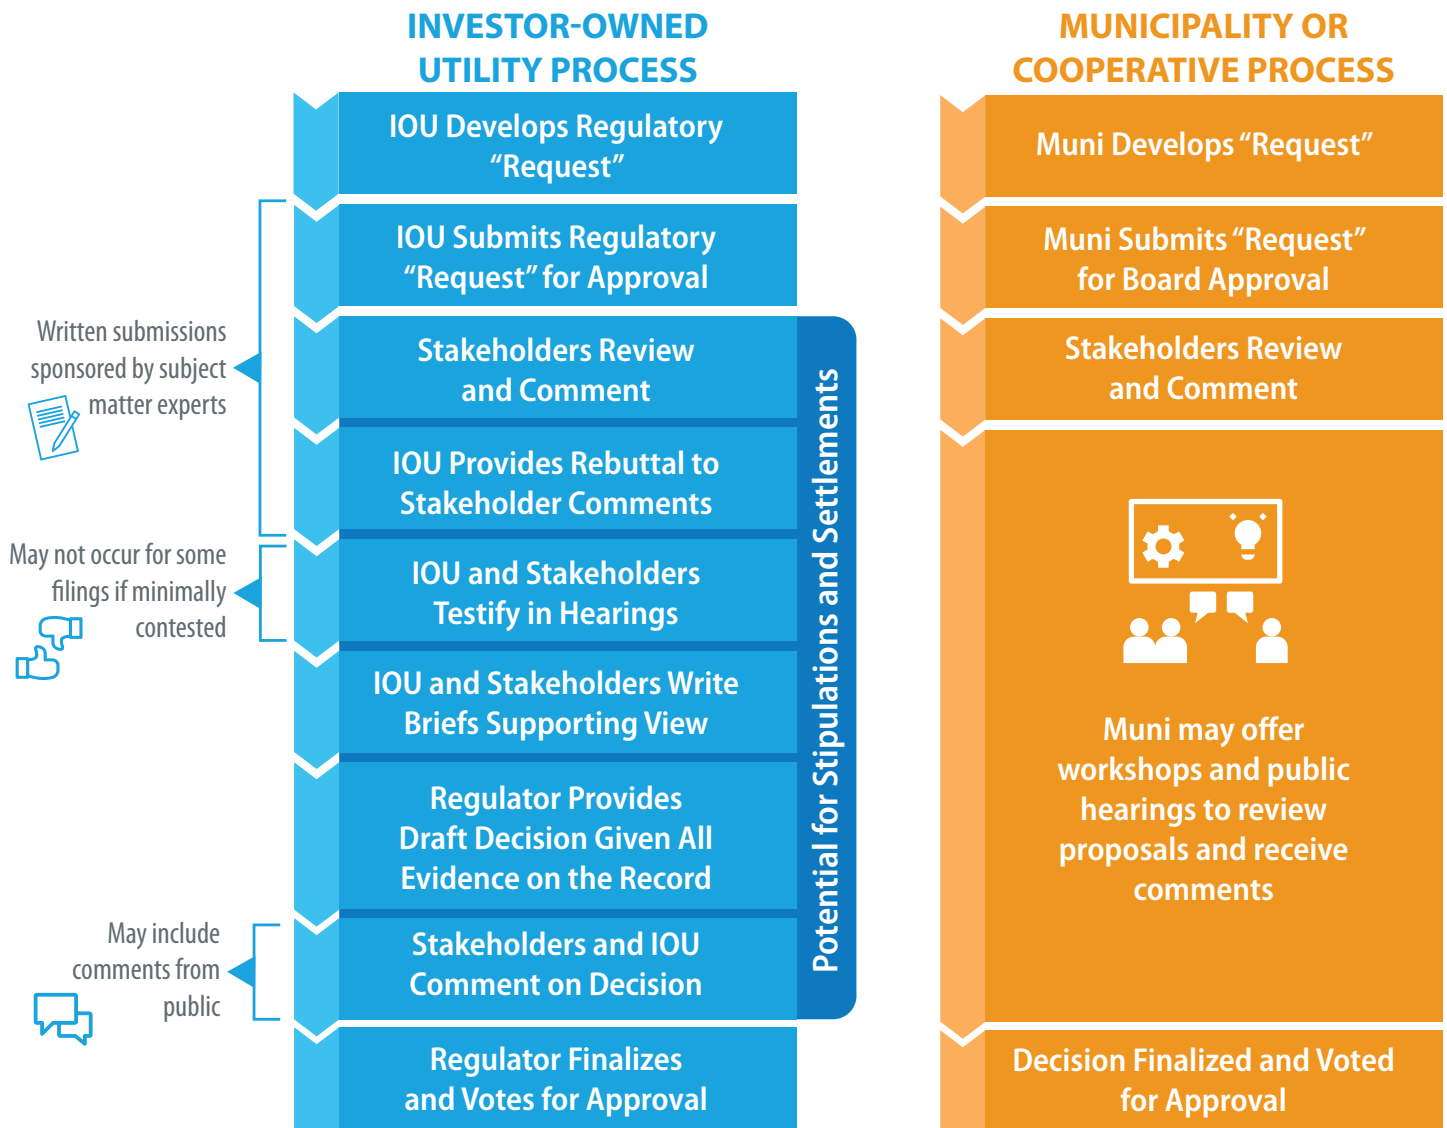 INVESTOR-OWNED
UTILITY PROCESS
IOU Develops Regulatory
“Request”
IOU Submits Regulatory
“Request” for Approval
Stakeholders Review
and Comment
IOU Provides Rebuttal to
Stakeholder Comments
IOU and Stakeholders
Testify in Hearings
IOU and Stakeholders Write
Briefs Supporting View
Regulator Provides
Draft Decision Given All
Evidence on the Record
Stakeholders and IOU
Comment on Decision
Regulator Finalizes
and Votes for Approval
Written submissions
sponsored by subject
matter experts
May not occur for some
filings if minimally
contested
May include
comments from
public
Potential for Stipulations and Settlements
MUNICIPALITY OR
COOPERATIVE PROCESS
Muni Develops “Request”
Muni Submits “Request”
for Board Approval
Stakeholders Review
and Comment
Muni may offer
workshops and public
hearings to review
proposals and receive
comments
Decision Finalized and Voted
for Approval